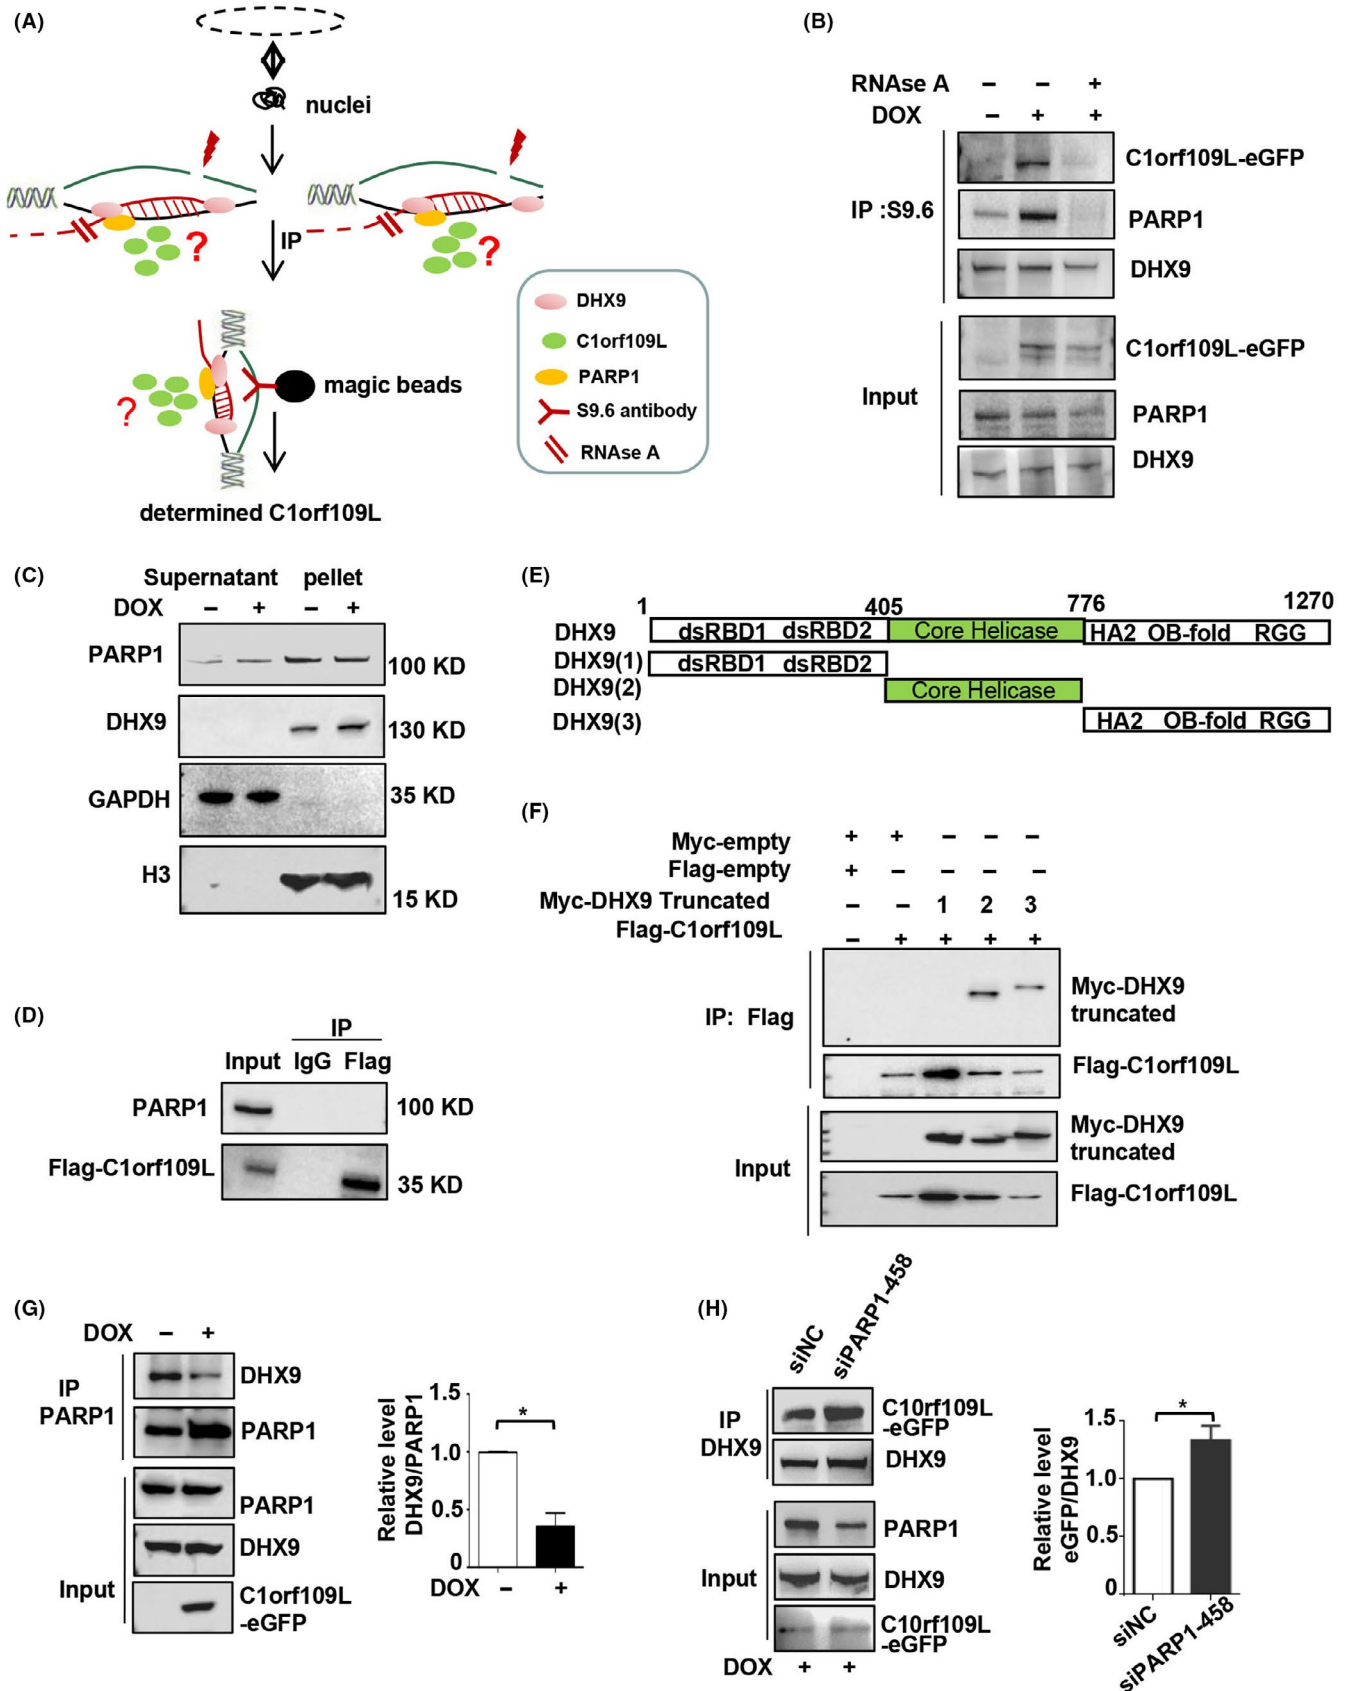 (A)
nuclei
?
IP
?
magic beads
?
determined C1orf109L
DHX9
C1orf109L
PARP1
S9.6 antibody
RNAse A
(B)
RNAse A – – +
DOX – + +
IP :S9.6
C1orf109L-eGFP
PARP1
DHX9
Input
C1orf109L-eGFP
PARP1
DHX9
(C)
Supernatant pellet
DOX – + – +
PARP1 100 KD
DHX9 130 KD
GAPDH 35 KD
H3 15 KD
(D)
IP
Input IgG Flag
PARP1 100 KD
Flag-C1orf109L 35 KD
(E)
1 405 776 1270
DHX9 dsRBD1 dsRBD2 Core Helicase HA2 OB-fold RGG
DHX9(1) dsRBD1 dsRBD2
DHX9(2) Core Helicase
DHX9(3) HA2 OB-fold RGG
(F)
Myc-empty + + – – –
Flag-empty + – – – –
Myc-DHX9 Truncated – – 1 2 3
Flag-C1orf109L – + + + +
IP: Flag
Myc-DHX9
truncated
Flag-C1orf109L
Input
Myc-DHX9
truncated
Flag-C1orf109L
(G)
DOX – +
IP
PARP1
DHX9
PARP1
Input
PARP1
DHX9
C1orf109L
-eGFP
Relative level
DHX9/PARP1
1.5
1.0
0.5
0
*
DOX – +
(H)
siNC
siPARP1-458
IP
DHX9
C10rf109L
-eGFP
DHX9
Input
PARP1
DHX9
C10rf109L
-eGFP
DOX + +
Relative level
eGFP/DHX9
1.5
1.0
0.5
0
*
siNC
siPARP1-458